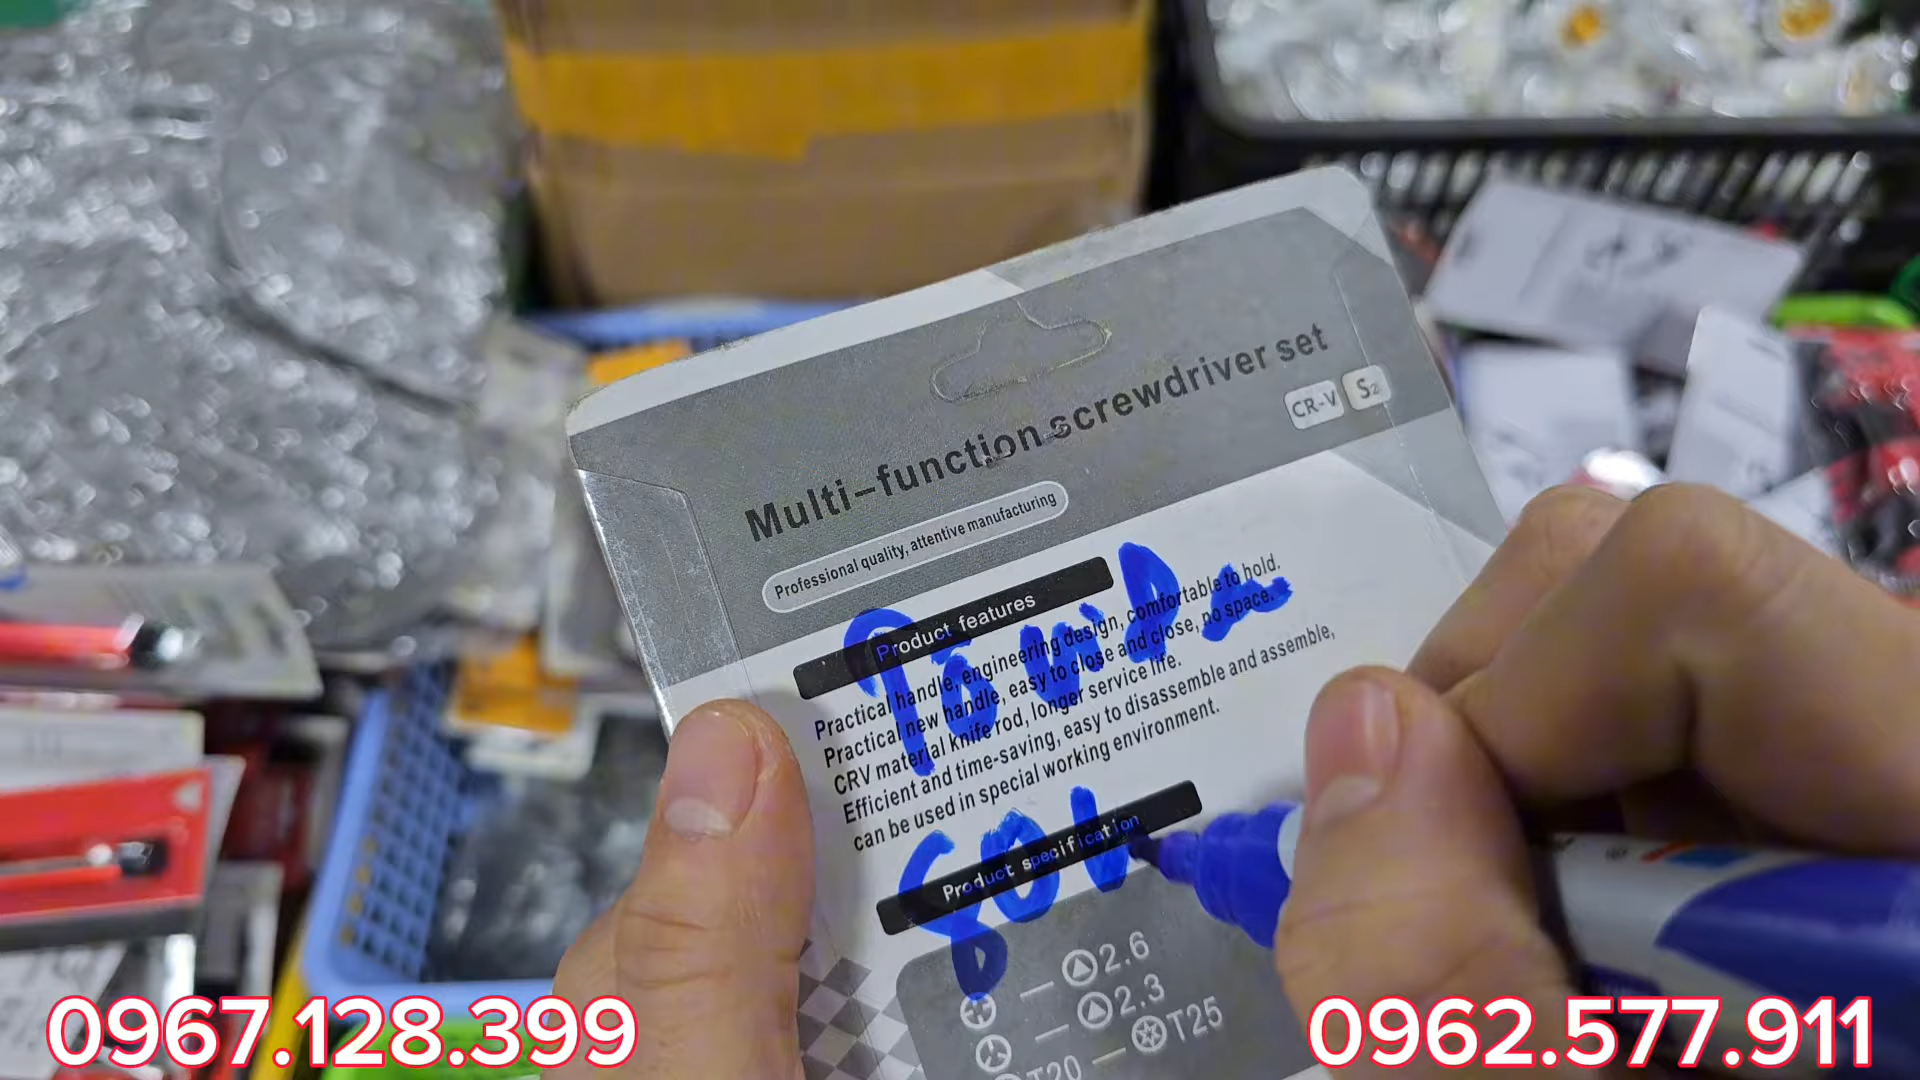 Multi-function screwdriver set
CR-V S2
Professional quality, attentive manufacturing
Product features
Practical handle, engineering design, comfortable to hold.
Practical new handle, easy to close and close, no space.
CRV material knife rod, longer service life.
Efficient and time-saving, easy to disassemble and assemble,
can be used in special working environment.
Product specification
— 2.6
— 2.3
T20 — T25
0967.128.399
0962.577.911